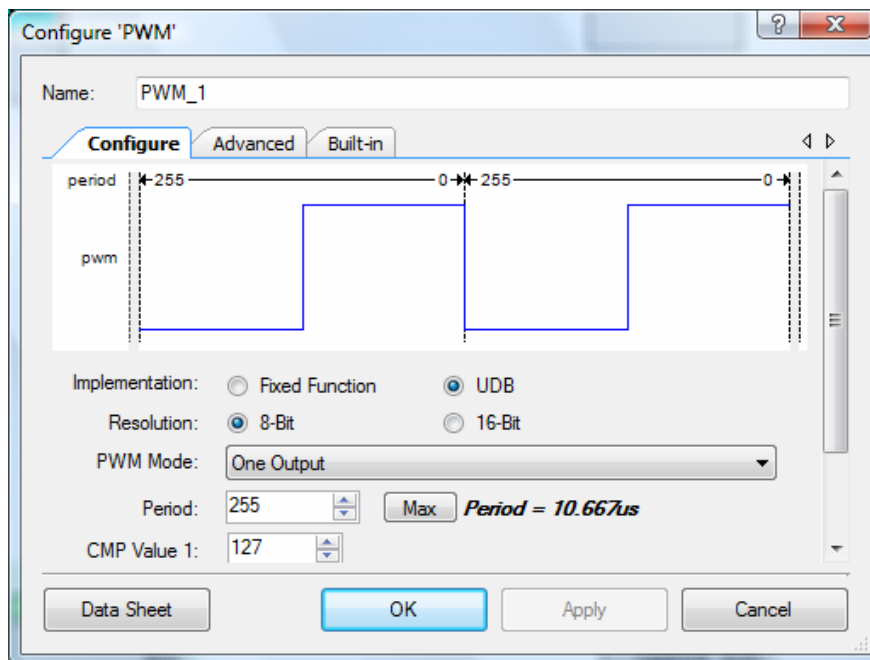 Configure 'PWM'
Name: PWM_1
Configure Advanced Built-in
period 255 0 255 0
pwm
Implementation: Fixed Function UDB
Resolution: 8-Bit 16-Bit
PWM Mode: One Output
Period: 255 Max Period = 10.667us
CMP Value 1: 127
Data Sheet OK Apply Cancel